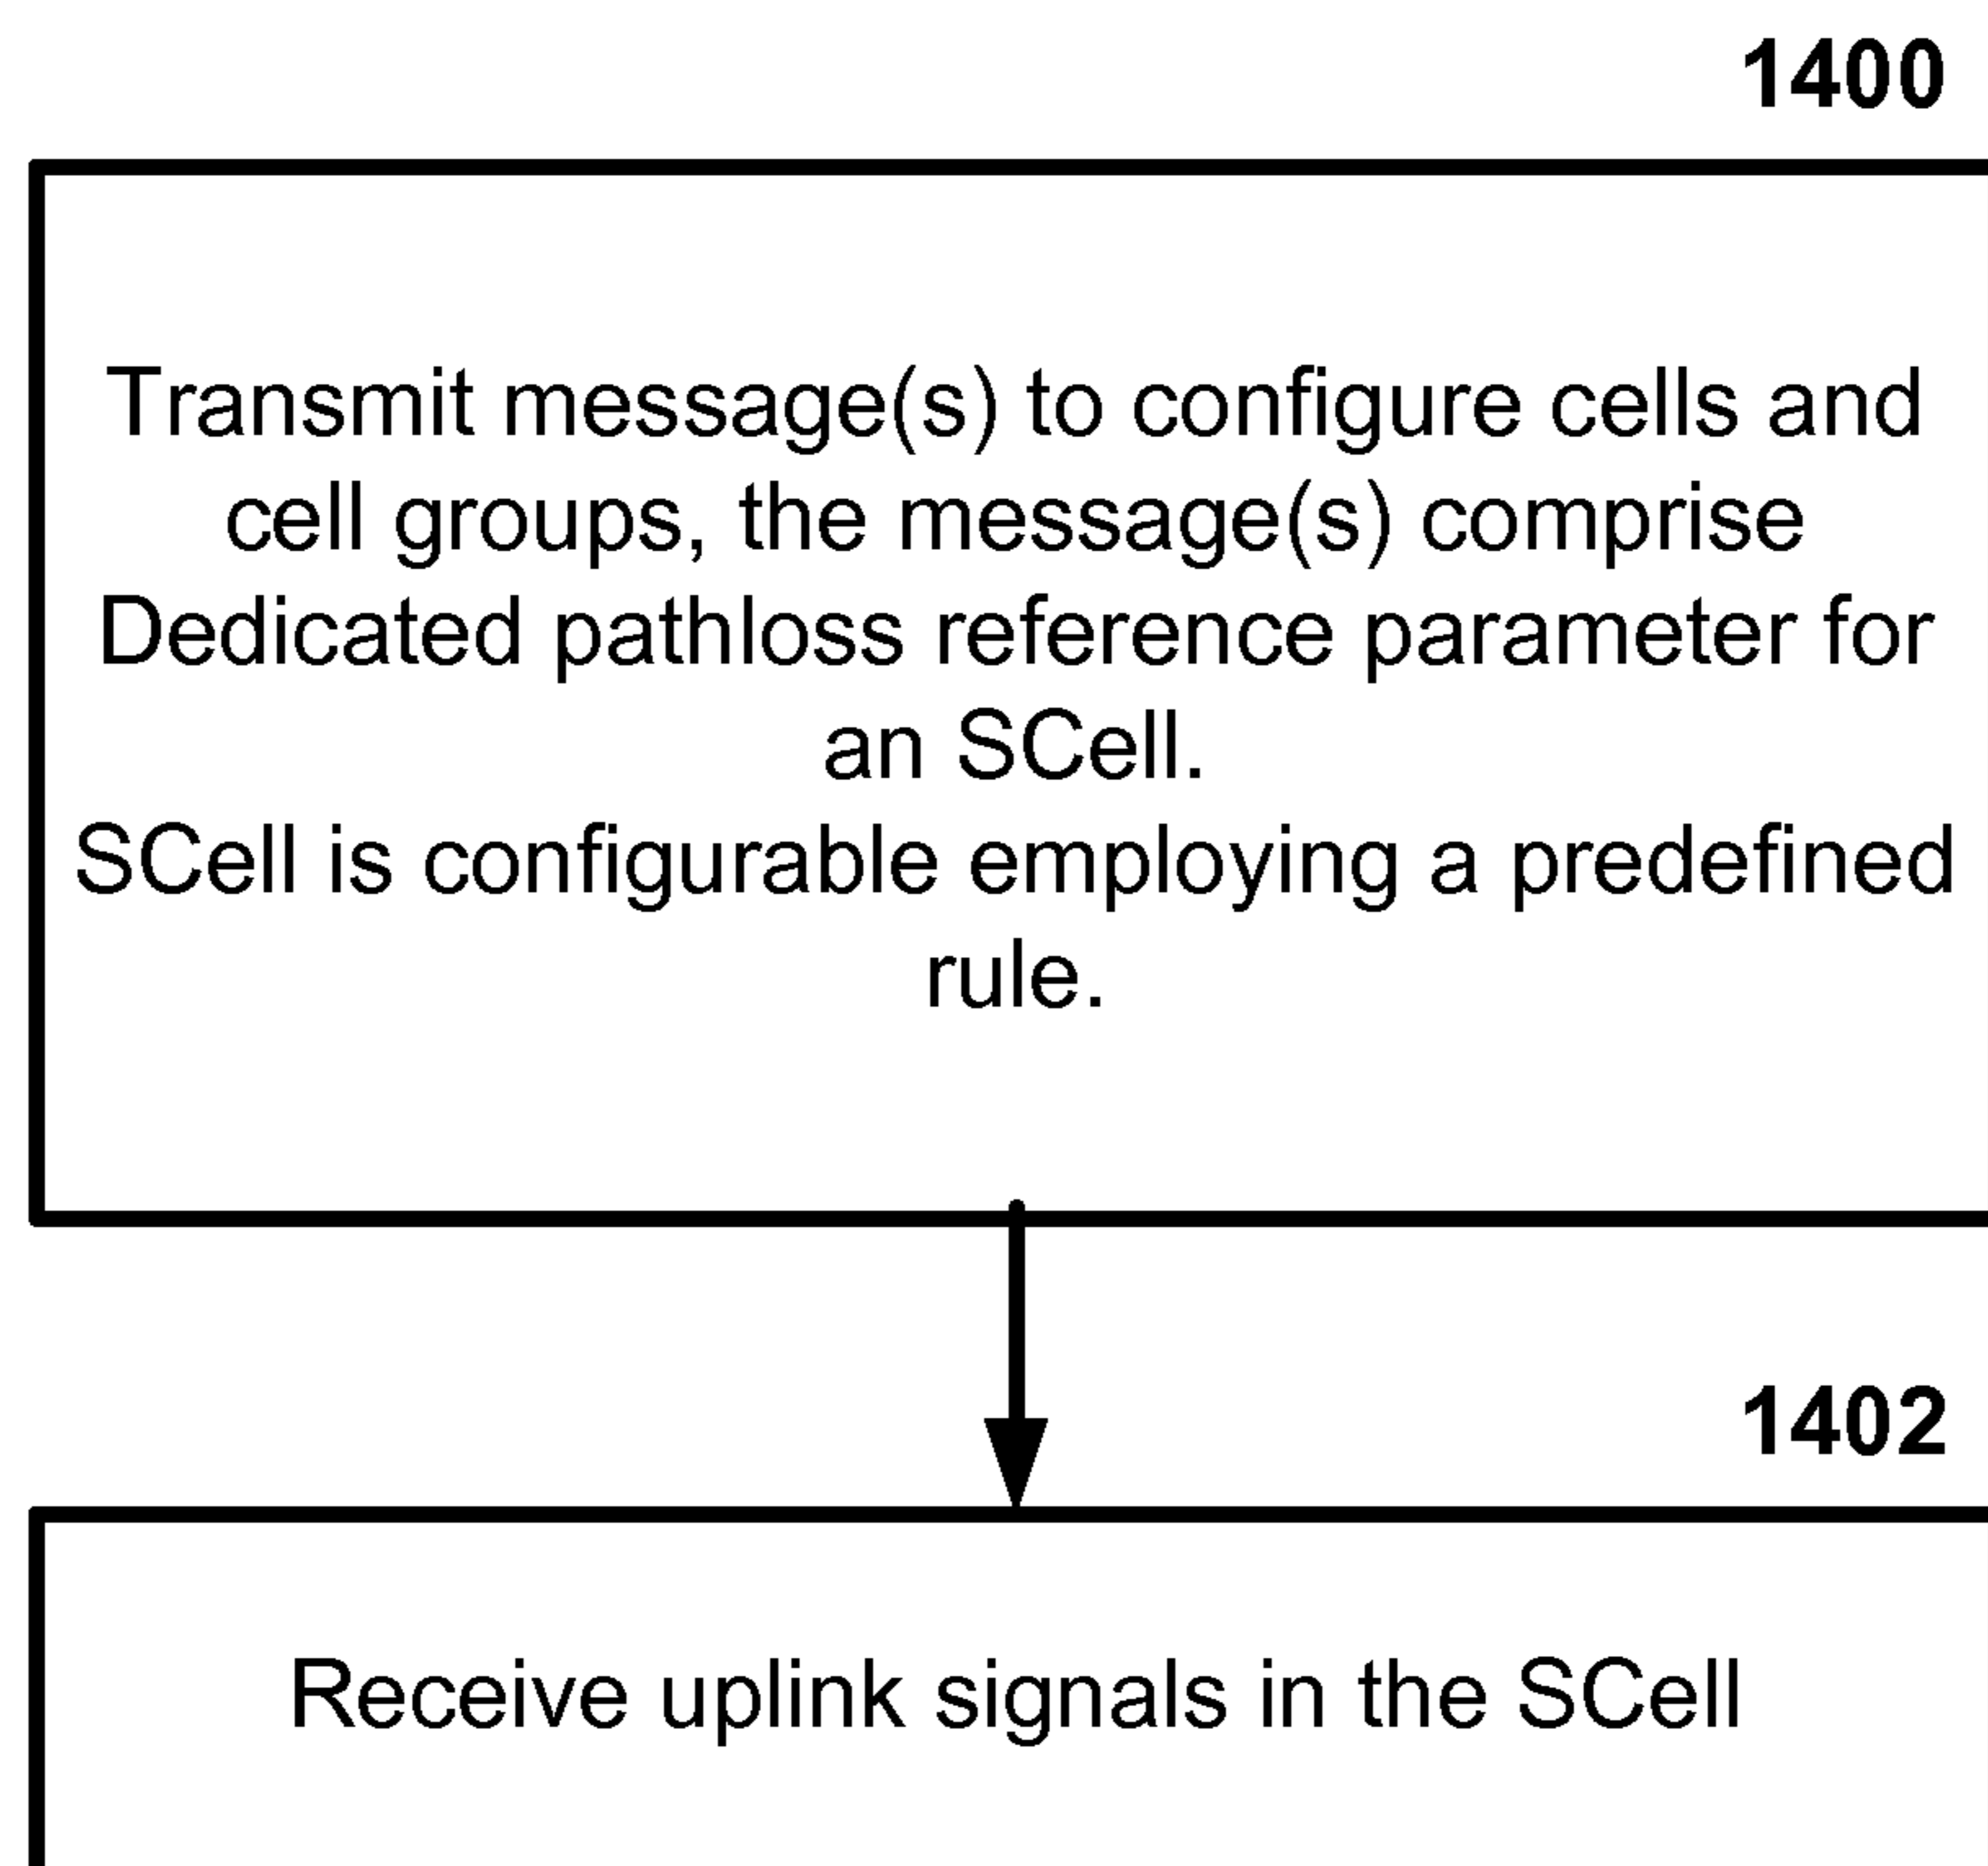 1400
Transmit message(s) to configure cells and
cell groups, the message(s) comprise
Dedicated pathloss reference parameter for
an SCell.
SCell is configurable employing a predefined
rule.
1402
Receive uplink signals in the SCell